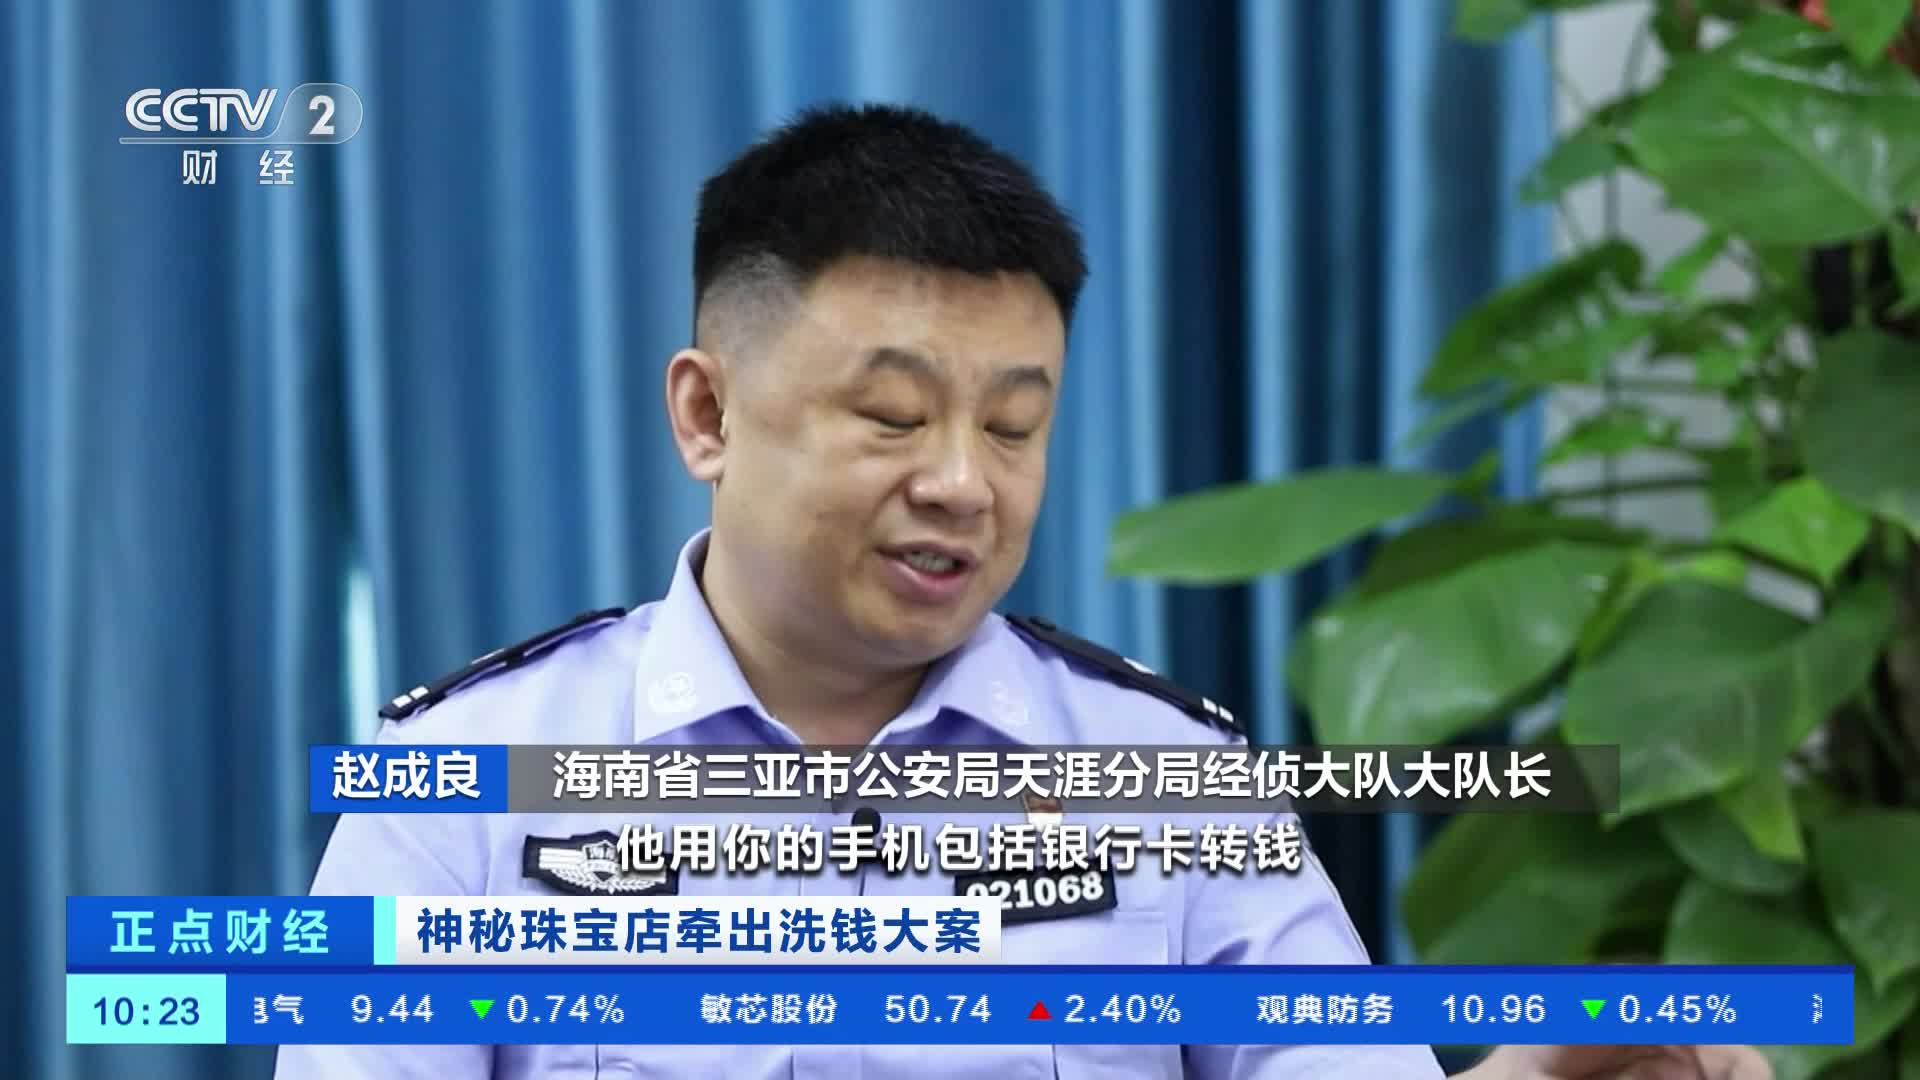 CCTV 2
财 经
赵成良 海南省三亚市公安局天涯分局经侦大队大队长
他用你的手机包括银行卡转钱
021068
正点财经 神秘珠宝店牵出洗钱大案
10:23 电气 9.44 ▼0.74% 敏芯股份 50.74 ▲2.40% 观典防务 10.96 ▼0.45%